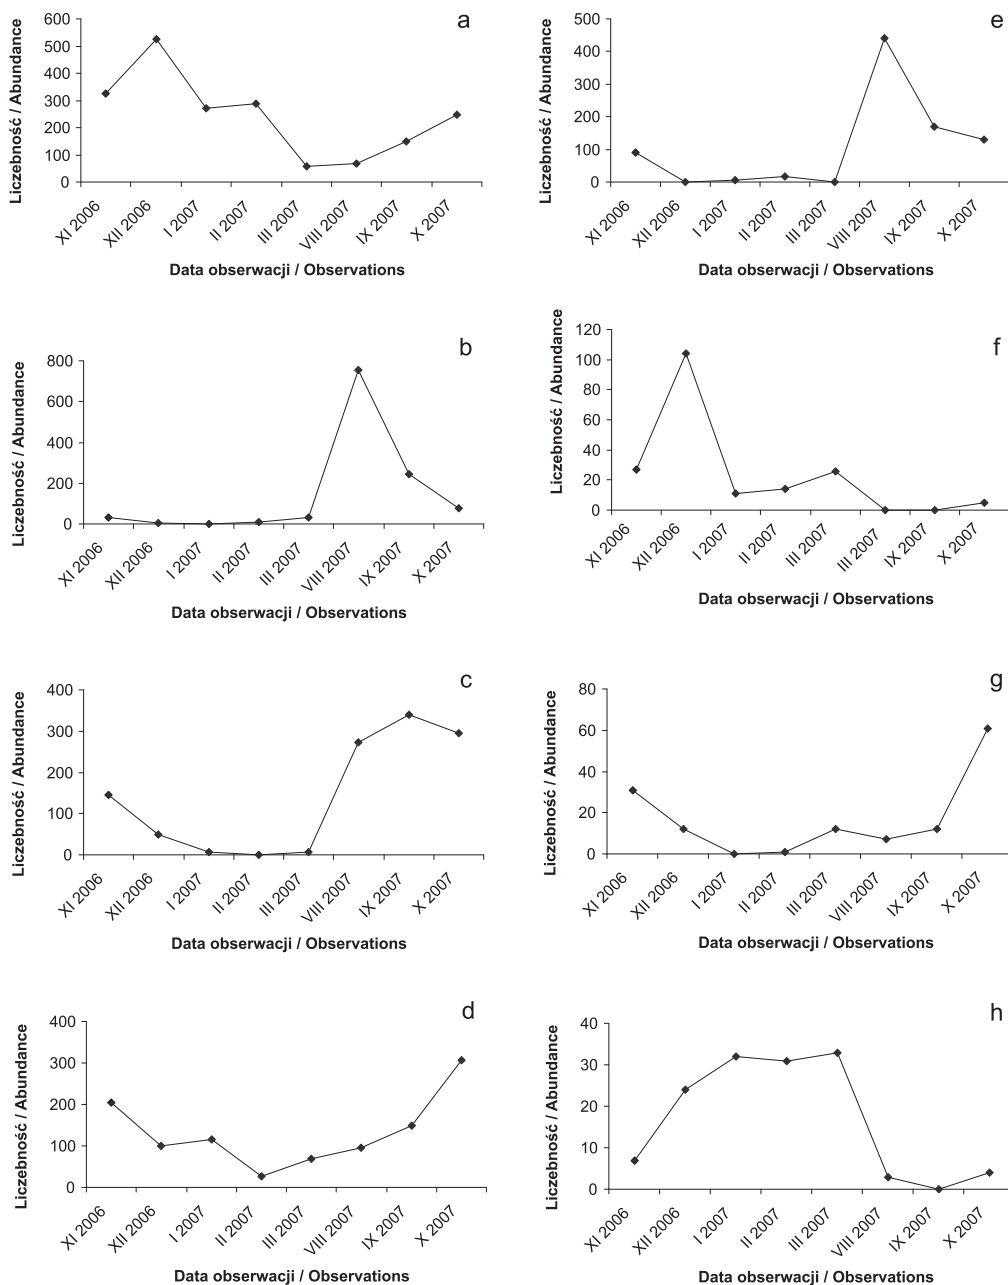 a
Liczebność / Abundance
600
500
400
300
200
100
0
XI 2006
XII 2006
I 2007
II 2007
III 2007
VIII 2007
IX 2007
X 2007
Data obserwacji / Observations
e
Liczebność / Abundance
500
400
300
200
100
0
XI 2006
XII 2006
I 2007
II 2007
III 2007
VIII 2007
IX 2007
X 2007
Data obserwacji / Observations
b
Liczebność / Abundance
800
600
400
200
0
XI 2006
XII 2006
I 2007
II 2007
III 2007
VIII 2007
IX 2007
X 2007
Data obserwacji / Observations
f
Liczebność / Abundance
120
100
80
60
40
20
0
XI 2006
XII 2006
I 2007
II 2007
III 2007
III 2007
IX 2007
X 2007
Data obserwacji / Observations
c
Liczebność / Abundance
400
300
200
100
0
XI 2006
XII 2006
I 2007
II 2007
III 2007
VIII 2007
IX 2007
X 2007
Data obserwacji / Observations
g
Liczebność / Abundance
80
60
40
20
0
XI 2006
XII 2006
I 2007
II 2007
III 2007
VIII 2007
IX 2007
X 2007
Data obserwacji / Observations
d
Liczebność / Abundance
400
300
200
100
0
XI 2006
XII 2006
I 2007
II 2007
III 2007
VIII 2007
IX 2007
X 2007
Data obserwacji / Observations
h
Liczebność / Abundance
40
30
20
10
0
XI 2006
XII 2006
I 2007
II 2007
III 2007
VIII 2007
IX 2007
X 2007
Data obserwacji / Observations